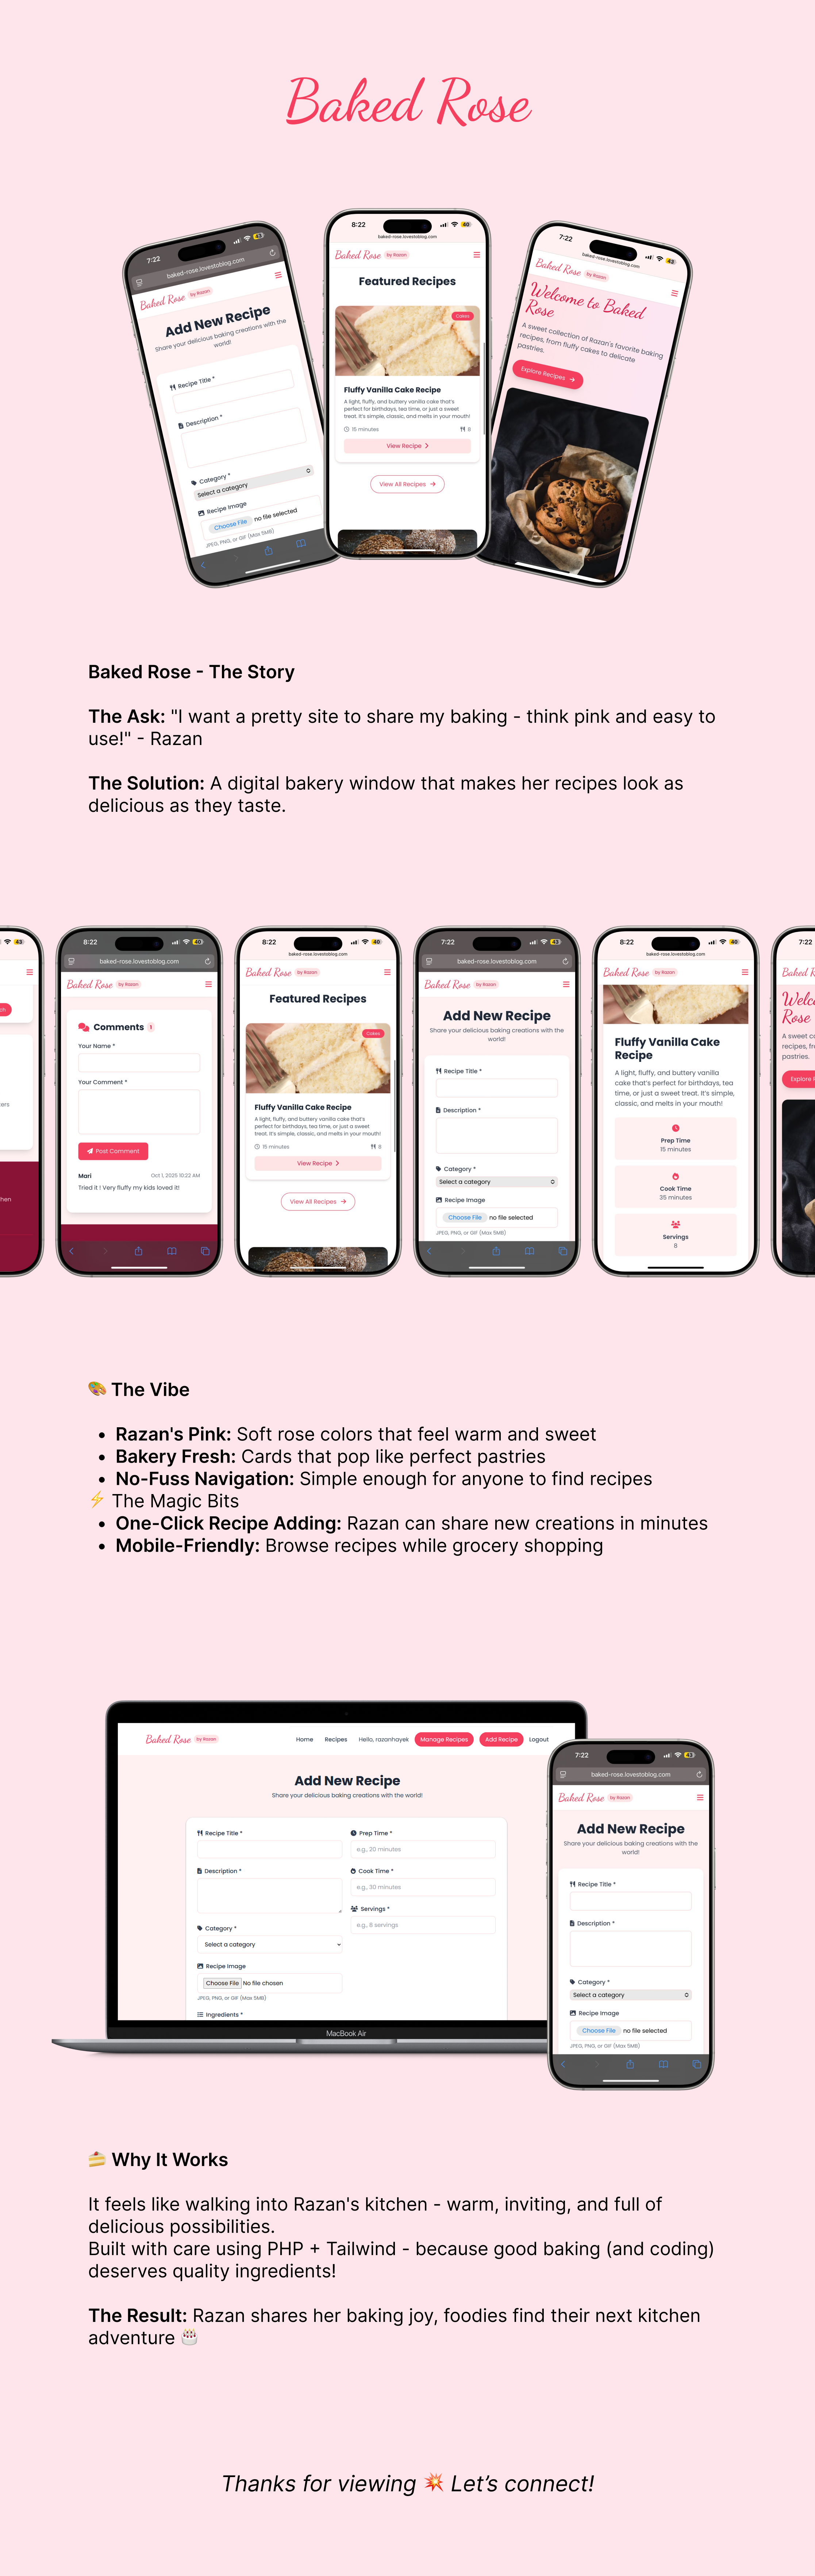 Baked Rose
7:22
43
baked-rose.lovestoblog.com
Baked Rose by Razan
Add New Recipe
Share your delicious baking creations with the
world!
Recipe Title *
Description *
Category *
Select a category
Recipe Image
Choose File no file selected
JPEG, PNG, or GIF (Max 5MB)
8:22
40
baked-rose.lovestoblog.com
Baked Rose by Razan
Featured Recipes
Cakes
Fluffy Vanilla Cake Recipe
A light, fluffy, and buttery vanilla cake that's
perfect for birthdays, tea time, or just a sweet
treat. It's simple, classic, and melts in your mouth!
15 minutes 8
View Recipe
View All Recipes
7:22
43
baked-rose.lovestoblog.com
Baked Rose by Razan
Welcome to Baked
Rose
A sweet collection of Razan's favorite baking
recipes, from fluffy cakes to delicate
pastries.
Explore Recipes
Baked Rose - The Story
The Ask: "I want a pretty site to share my baking - think pink and easy to
use!" - Razan
The Solution: A digital bakery window that makes her recipes look as
delicious as they taste.
43
8:22
40
baked-rose.lovestoblog.com
Baked Rose by Razan
Comments 1
Your Name *
Your Comment *
Post Comment
Mari Oct 1, 2025 10:22 AM
Tried it ! Very fluffy my kids loved it!
8:22
40
baked-rose.lovestoblog.com
Baked Rose by Razan
Featured Recipes
Cakes
Fluffy Vanilla Cake Recipe
A light, fluffy, and buttery vanilla cake that's
perfect for birthdays, tea time, or just a sweet
treat. It's simple, classic, and melts in your mouth!
15 minutes 8
View Recipe
View All Recipes
7:22
43
baked-rose.lovestoblog.com
Baked Rose by Razan
Add New Recipe
Share your delicious baking creations with the
world!
Recipe Title *
Description *
Category *
Select a category
Recipe Image
Choose File no file selected
JPEG, PNG, or GIF (Max 5MB)
8:22
40
baked-rose.lovestoblog.com
Baked Rose by Razan
Fluffy Vanilla Cake
Recipe
A light, fluffy, and buttery vanilla
cake that's perfect for birthdays, tea
time, or just a sweet treat. It's simple,
classic, and melts in your mouth!
Prep Time
15 minutes
Cook Time
35 minutes
Servings
8
7:22
Baked
Rose
A sweet
pastries.
Explore
🎨 The Vibe
• Razan's Pink: Soft rose colors that feel warm and sweet
• Bakery Fresh: Cards that pop like perfect pastries
• No-Fuss Navigation: Simple enough for anyone to find recipes
⚡ The Magic Bits
• One-Click Recipe Adding: Razan can share new creations in minutes
• Mobile-Friendly: Browse recipes while grocery shopping
Baked Rose by Razan Home Recipes Hello, razanhayek Manage Recipes Add Recipe Logout
Add New Recipe
Share your delicious baking creations with the world!
Recipe Title * Prep Time *
e.g., 20 minutes
Description * Cook Time *
e.g., 30 minutes
Servings *
e.g., 8 servings
Category *
Select a category
Recipe Image
Choose File No file chosen
JPEG, PNG, or GIF (Max 5MB)
Ingredients *
MacBook Air
7:22
43
baked-rose.lovestoblog.com
Baked Rose by Razan
Add New Recipe
Share your delicious baking creations with the
world!
Recipe Title *
Description *
Category *
Select a category
Recipe Image
Choose File no file selected
JPEG, PNG, or GIF (Max 5MB)
🍰 Why It Works
It feels like walking into Razan's kitchen - warm, inviting, and full of
delicious possibilities.
Built with care using PHP + Tailwind - because good baking (and coding)
deserves quality ingredients!
The Result: Razan shares her baking joy, foodies find their next kitchen
adventure 🎂
Thanks for viewing 💥 Let's connect!